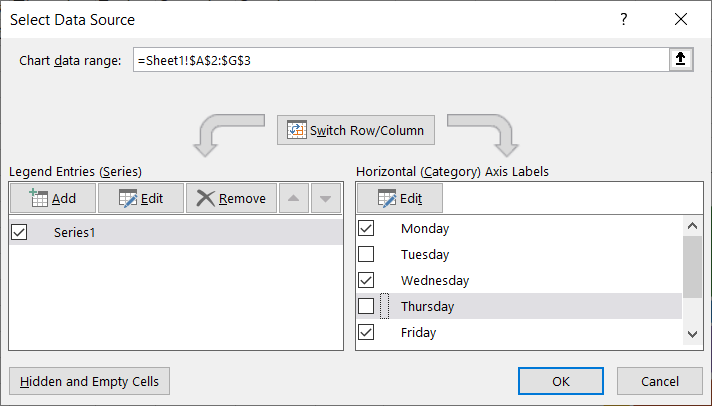 Select Data Source
?
Chart data range: =Sheet1!$A$2:$G$3
Switch Row/Column
Legend Entries (Series)
Add Edit Remove
Series1
Horizontal (Category) Axis Labels
Edit
Monday
Tuesday
Wednesday
Thursday
Friday
Hidden and Empty Cells
OK Cancel